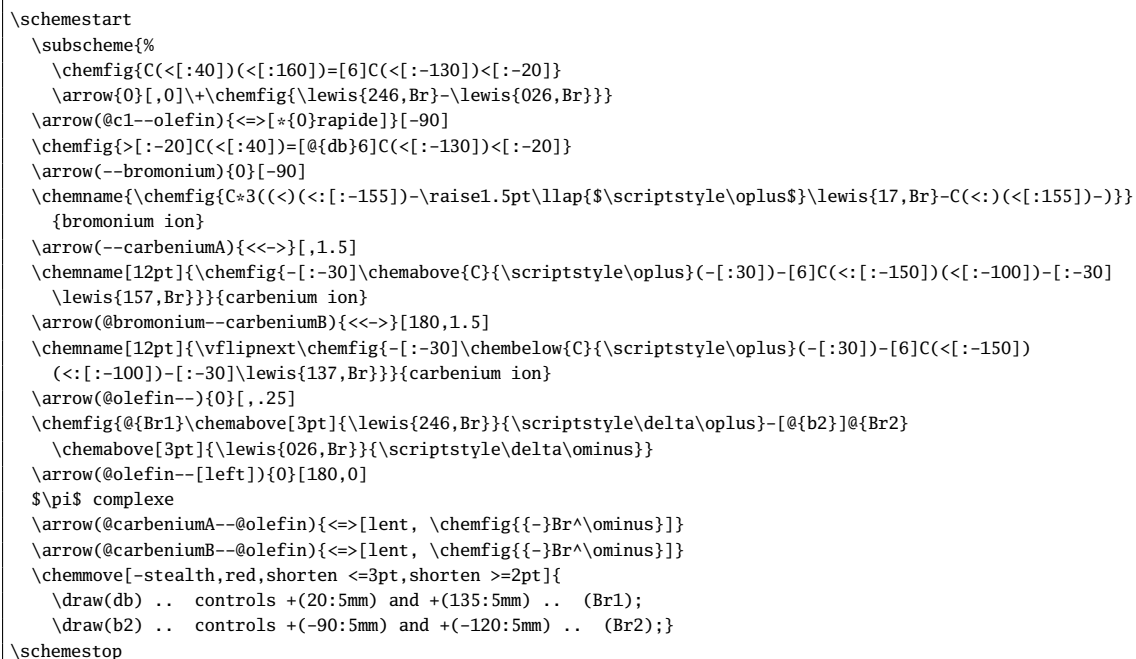 \schemestart
  \subscheme{%
    \chemfig{C(<[:40])(<[:160])=[6]C(<[:-130])<[:-20]}
    \arrow{0}[,0]\+\chemfig{\lewis{246,Br}-\lewis{026,Br}}}
  \arrow(@c1--olefin){<=>[*{0}rapide]}[-90]
  \chemfig{>[:-20]C(<[:40])=[@{db}6]C(<[:-130])<[:-20]}
  \arrow(--bromonium){0}[-90]
  \chemname{\chemfig{C*3((<)(<:[:-155])-\raise1.5pt\llap{$\scriptstyle\oplus$}\lewis{17,Br}-C(<:)(<[:155])-)}}
    {bromonium ion}
  \arrow(--carbeniumA){<<->}[,1.5]
  \chemname[12pt]{\chemfig{-[:-30]\chemabove{C}{\scriptstyle\oplus}(-[:30])-[6]C(<:[:-150])(<[:-100])-[:-30]
    \lewis{157,Br}}}{carbenium ion}
  \arrow(@bromonium--carbeniumB){<<->}[180,1.5]
  \chemname[12pt]{\vflipnext\chemfig{-[:-30]\chembelow{C}{\scriptstyle\oplus}(-[:30])-[6]C(<[:-150])
    (<:[:-100])-[:-30]\lewis{137,Br}}}{carbenium ion}
  \arrow(@olefin--){0}[,.25]
  \chemfig{@{Br1}\chemabove[3pt]{\lewis{246,Br}}{\scriptstyle\delta\oplus}-[@{b2}]@{Br2}
    \chemabove[3pt]{\lewis{026,Br}}{\scriptstyle\delta\ominus}}
  \arrow(@olefin--[left]){0}[180,0]
  $\pi$ complexe
  \arrow(@carbeniumA--@olefin){<=>[lent, \chemfig{{-}Br^\ominus}]}
  \arrow(@carbeniumB--@olefin){<=>[lent, \chemfig{{-}Br^\ominus}]}
  \chemmove[-stealth,red,shorten <=3pt,shorten >=2pt]{
    \draw(db) .. controls +(20:5mm) and +(135:5mm) .. (Br1);
    \draw(b2) .. controls +(-90:5mm) and +(-120:5mm) .. (Br2);}
\schemestop